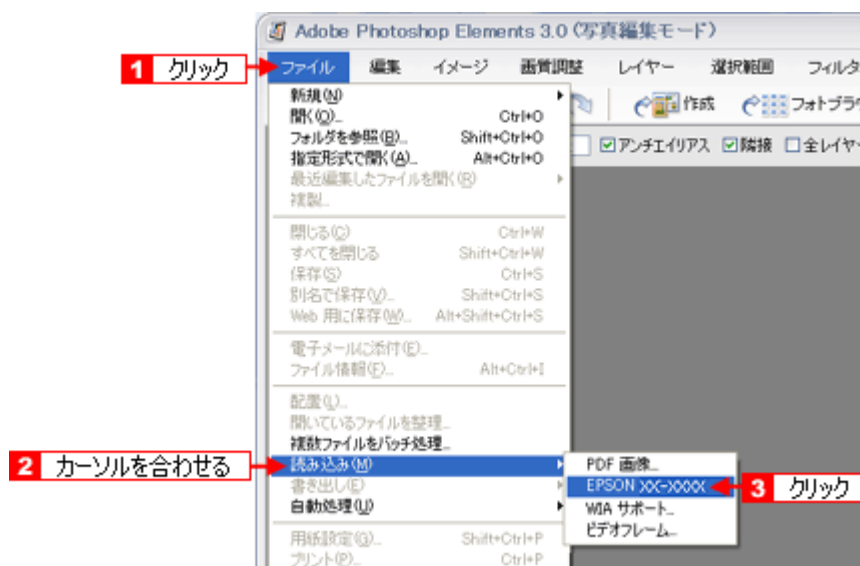 Adobe Photoshop Elements 3.0 (写真編集モード)
1 クリック
ファイル 編集 イメージ 画質調整 レイヤー 選択範囲 フィルタ
新規(N)
作成 フォトブラウ
開く(O)... Ctrl+O
フォルダを参照(B)... Shift+Ctrl+O
アンチエイリアス 隣接 全レイヤー
指定形式で開く(A)... Alt+Ctrl+O
最近編集したファイルを開く(R)
複製...
閉じる(C) Ctrl+W
すべてを閉じる Shift+Ctrl+W
保存(S) Ctrl+S
別名で保存(V)... Shift+Ctrl+S
Web 用に保存(W)... Alt+Shift+Ctrl+S
電子メールに添付(E)...
ファイル情報(F)... Alt+Ctrl+I
配置(L)...
開いているファイルを整理...
複数ファイルをバッチ処理...
2 カーソルを合わせる
読み込み(M)
PDF 画像...
書き出し(E)
EPSON XX-XXXX
3 クリック
自動処理(U)
WIA サポート...
ビデオフレーム...
用紙設定(G)... Shift+Ctrl+P
プリント(P)... Ctrl+P